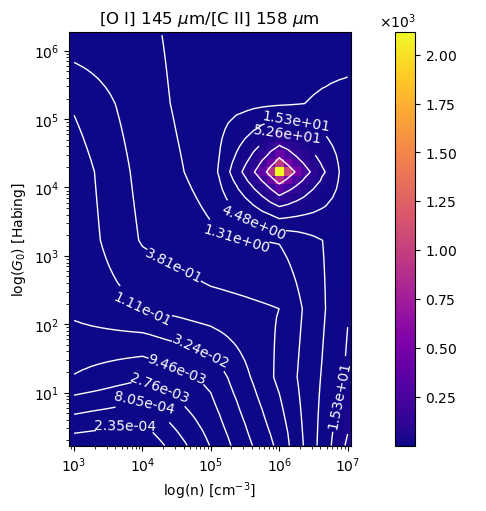 [O I] 145 μm/[C II] 158 μm
×10³
10⁶
10⁵
10⁴
10³
10²
10¹
log(G₀) [Habing]
1.53e+01
5.26e+01
4.48e+00
1.31e+00
3.81e-01
1.11e-01
3.24e-02
9.46e-03
2.76e-03
8.05e-04
2.35e-04
1.53e+01
10³ 10⁴ 10⁵ 10⁶ 10⁷
log(n) [cm⁻³]
2.00
1.75
1.50
1.25
1.00
0.75
0.50
0.25